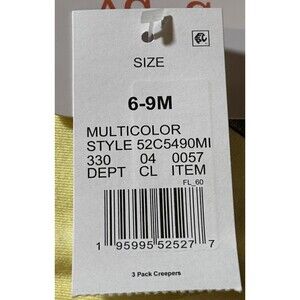 SIZE
6-9M
MULTICOLOR
STYLE 52C5490MI
330 04 0057
DEPT CL ITEM
FL_60
1 95995 52527 7
3 Pack Creepers